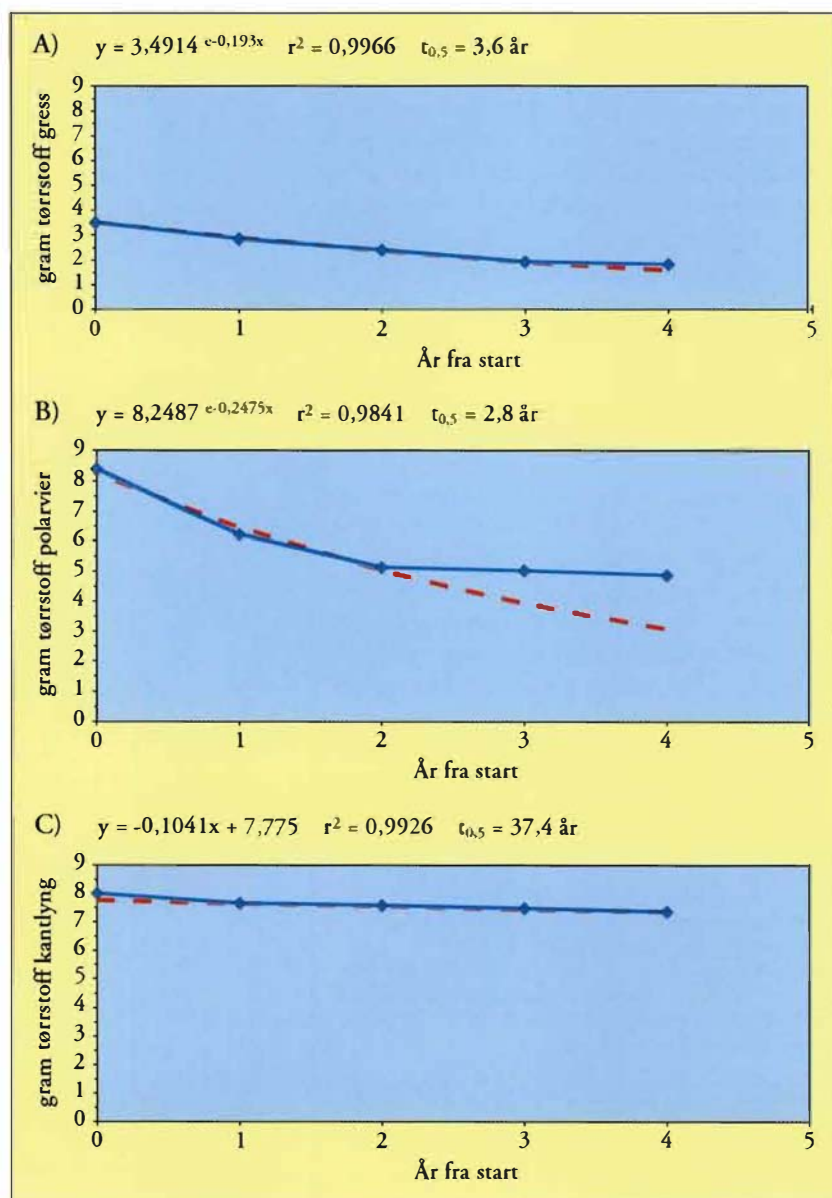 A) y = 3,4914 e-0,193x r² = 0,9966 t0,5 = 3,6 år
gram tørrstoff gress
9
8
7
6
5
4
3
2
1
0
0 1 2 3 4 5
År fra start
B) y = 8,2487 e-0,2475x r² = 0,9841 t0,5 = 2,8 år
gram tørrstoff polarvier
9
8
7
6
5
4
3
2
1
0
0 1 2 3 4 5
År fra start
C) y = -0,1041x + 7,775 r² = 0,9926 t0,5 = 37,4 år
gram tørrstoff kantlyng
9
8
7
6
5
4
3
2
1
0
0 1 2 3 4 5
År fra start